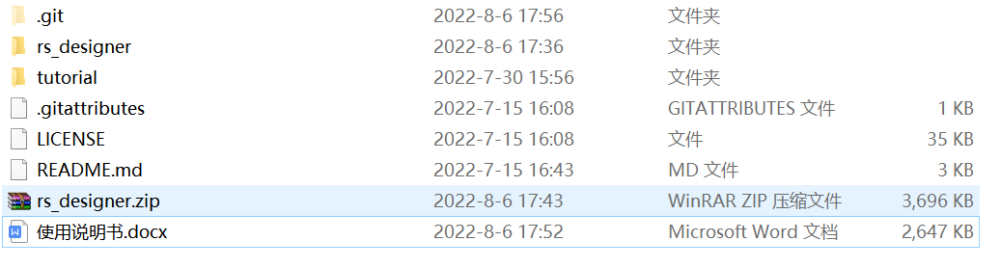 .git 2022-8-6 17:56 文件夹
rs_designer 2022-8-6 17:36 文件夹
tutorial 2022-7-30 15:56 文件夹
.gitattributes 2022-7-15 16:08 GITATTRIBUTES 文件 1 KB
LICENSE 2022-7-15 16:08 文件 35 KB
README.md 2022-7-15 16:43 MD 文件 3 KB
rs_designer.zip 2022-8-6 17:43 WinRAR ZIP 压缩文件 3,696 KB
使用说明书.docx 2022-8-6 17:52 Microsoft Word 文档 2,647 KB